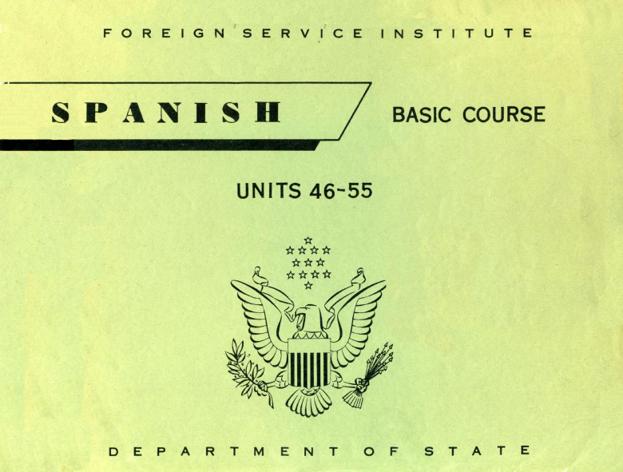 FOREIGN SERVICE INSTITUTE
SPANISH
BASIC COURSE
UNITS 46-55
DEPARTMENT OF STATE